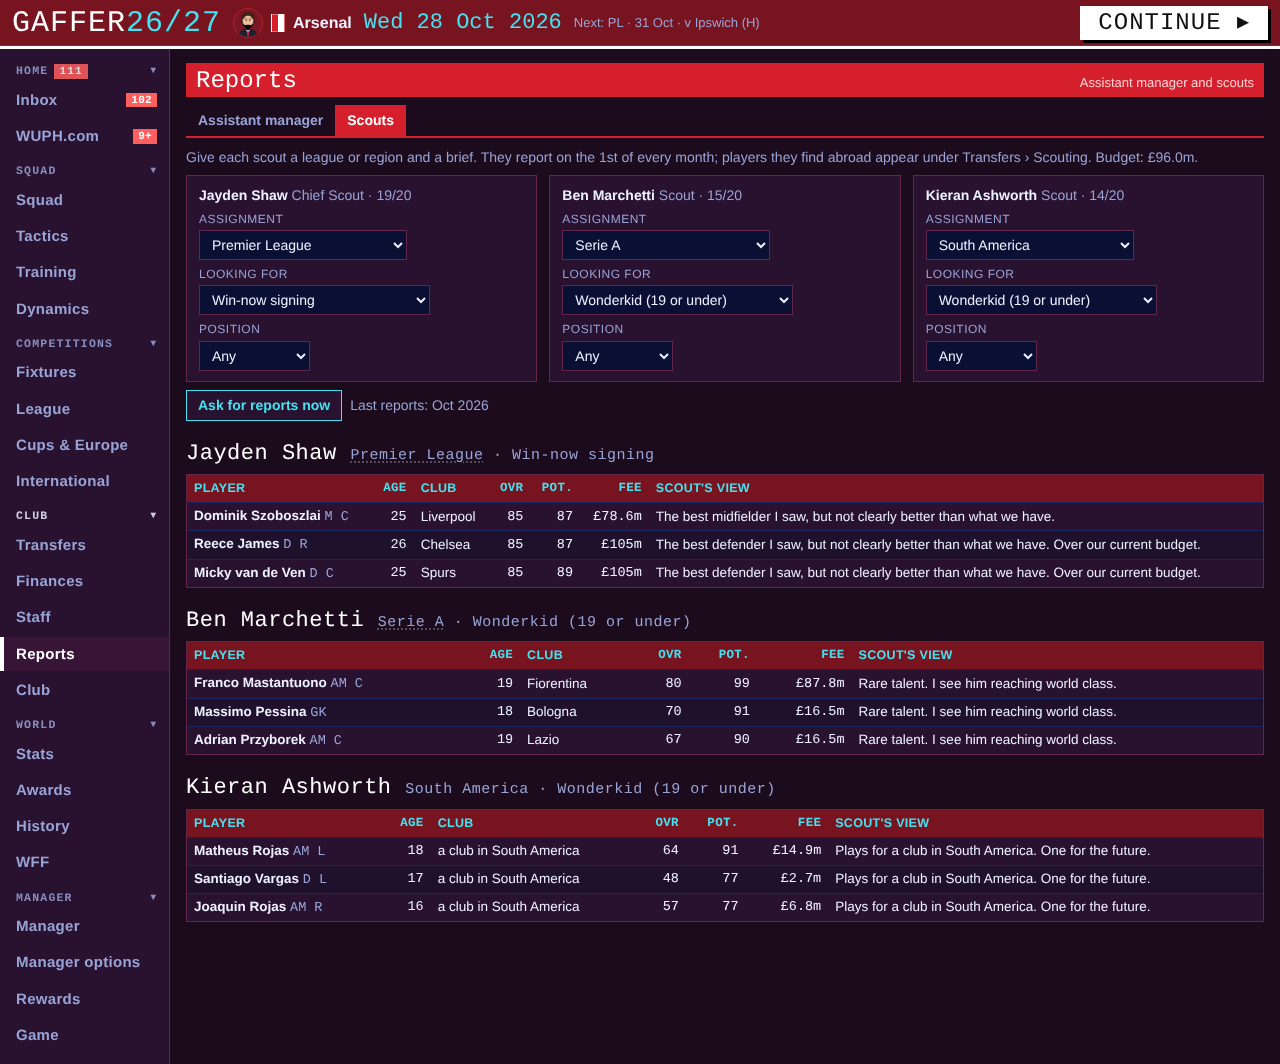 GAFFER26/27 Arsenal Wed 28 Oct 2026 Next: PL · 31 Oct · v Ipswich (H) CONTINUE ►
HOME 111 ▼
Inbox 102
WUPH.com 9+
SQUAD ▼
Squad
Tactics
Training
Dynamics
COMPETITIONS ▼
Fixtures
League
Cups & Europe
International
CLUB ▼
Transfers
Finances
Staff
Reports
Club
WORLD ▼
Stats
Awards
History
WFF
MANAGER ▼
Manager
Manager options
Rewards
Game
Reports Assistant manager and scouts
Assistant manager Scouts
Give each scout a league or region and a brief. They report on the 1st of every month; players they find abroad appear under Transfers › Scouting. Budget: £96.0m.
Jayden Shaw Chief Scout · 19/20
ASSIGNMENT
Premier League
LOOKING FOR
Win-now signing
POSITION
Any
Ben Marchetti Scout · 15/20
ASSIGNMENT
Serie A
LOOKING FOR
Wonderkid (19 or under)
POSITION
Any
Kieran Ashworth Scout · 14/20
ASSIGNMENT
South America
LOOKING FOR
Wonderkid (19 or under)
POSITION
Any
Ask for reports now Last reports: Oct 2026
Jayden Shaw Premier League · Win-now signing
PLAYER AGE CLUB OVR POT. FEE SCOUT'S VIEW
Dominik Szoboszlai M C 25 Liverpool 85 87 £78.6m The best midfielder I saw, but not clearly better than what we have.
Reece James D R 26 Chelsea 85 87 £105m The best defender I saw, but not clearly better than what we have. Over our current budget.
Micky van de Ven D C 25 Spurs 85 89 £105m The best defender I saw, but not clearly better than what we have. Over our current budget.
Ben Marchetti Serie A · Wonderkid (19 or under)
PLAYER AGE CLUB OVR POT. FEE SCOUT'S VIEW
Franco Mastantuono AM C 19 Fiorentina 80 99 £87.8m Rare talent. I see him reaching world class.
Massimo Pessina GK 18 Bologna 70 91 £16.5m Rare talent. I see him reaching world class.
Adrian Przyborek AM C 19 Lazio 67 90 £16.5m Rare talent. I see him reaching world class.
Kieran Ashworth South America · Wonderkid (19 or under)
PLAYER AGE CLUB OVR POT. FEE SCOUT'S VIEW
Matheus Rojas AM L 18 a club in South America 64 91 £14.9m Plays for a club in South America. One for the future.
Santiago Vargas D L 17 a club in South America 48 77 £2.7m Plays for a club in South America. One for the future.
Joaquin Rojas AM R 16 a club in South America 57 77 £6.8m Plays for a club in South America. One for the future.